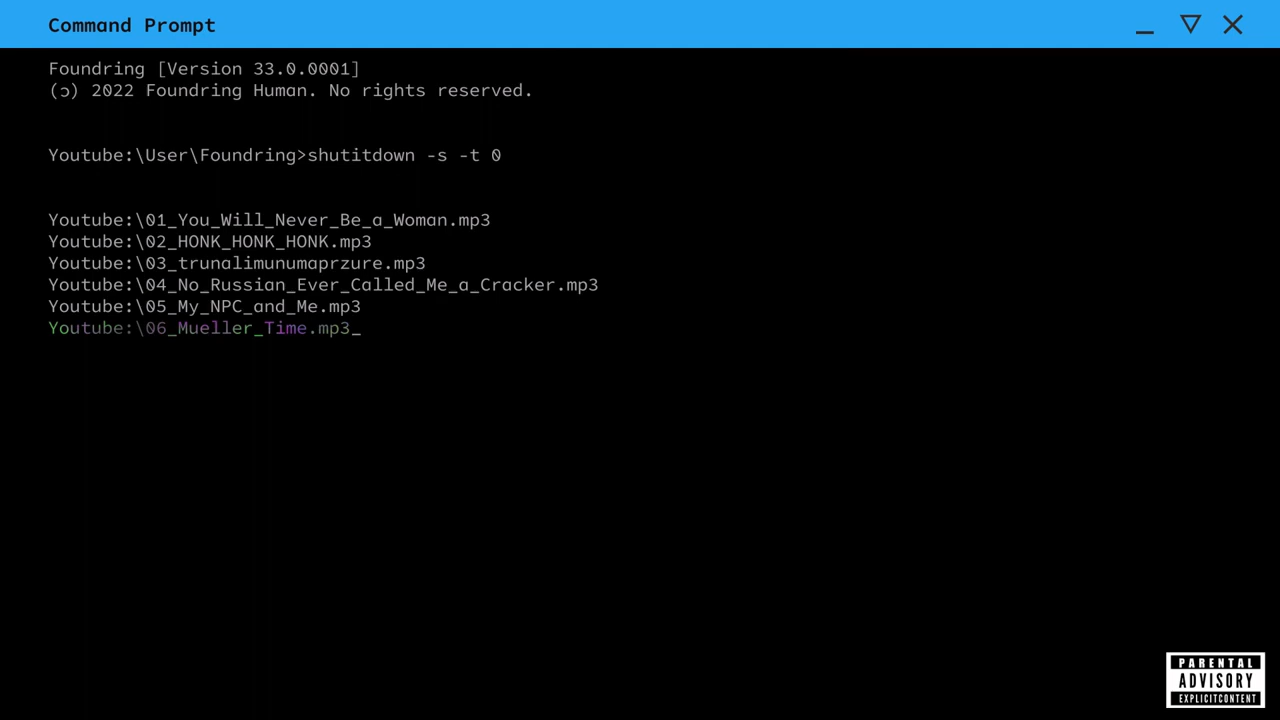 Command Prompt
Foundring [Version 33.0.0001]
(ɔ) 2022 Foundring Human. No rights reserved.
Youtube:\User\Foundring>shutitdown -s -t 0
Youtube:\01_You_Will_Never_Be_a_Woman.mp3
Youtube:\02_HONK_HONK_HONK.mp3
Youtube:\03_trunalimunumaprzure.mp3
Youtube:\04_No_Russian_Ever_Called_Me_a_Cracker.mp3
Youtube:\05_My_NPC_and_Me.mp3
Youtube:\06_Mueller_Time.mp3_
PARENTAL
ADVISORY
EXPLICIT CONTENT